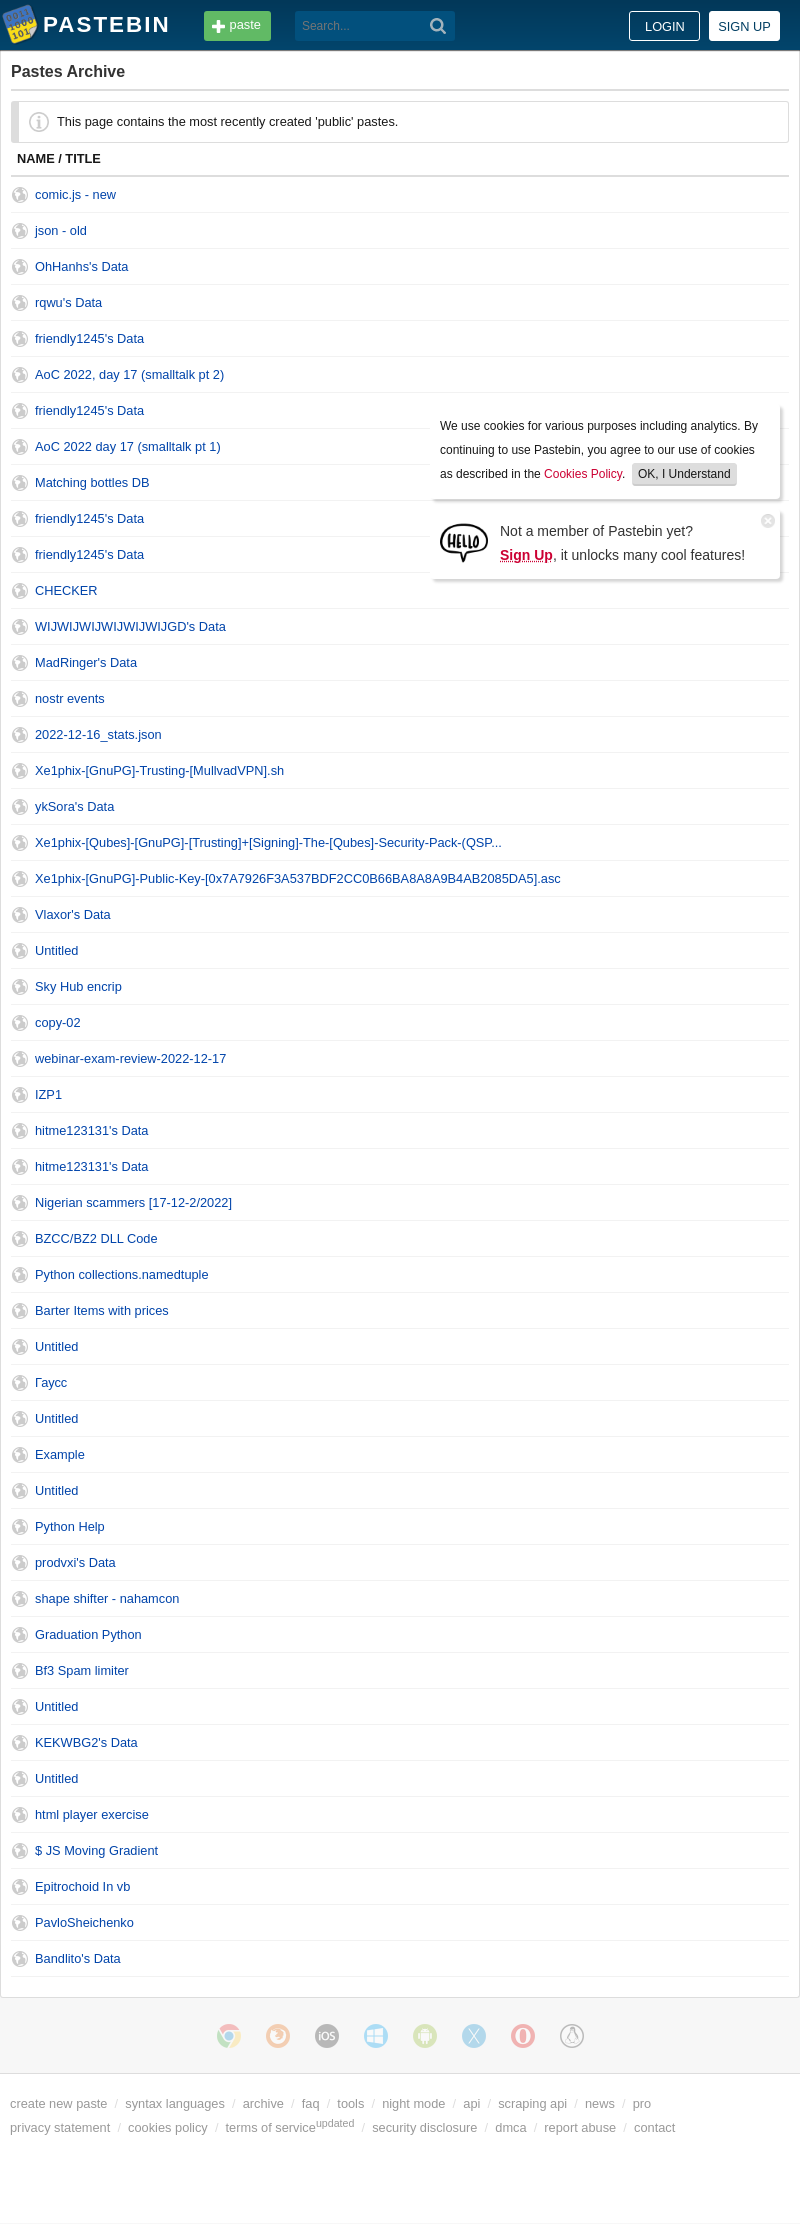 PASTEBIN
paste
Search...
LOGIN
SIGN UP
Pastes Archive
This page contains the most recently created 'public' pastes.
NAME / TITLE
comic.js - new
json - old
OhHanhs's Data
rqwu's Data
friendly1245's Data
AoC 2022, day 17 (smalltalk pt 2)
friendly1245's Data
AoC 2022 day 17 (smalltalk pt 1)
Matching bottles DB
friendly1245's Data
friendly1245's Data
We use cookies for various purposes including analytics. By
continuing to use Pastebin, you agree to our use of cookies
as described in the Cookies Policy. OK, I Understand
HELLO
Not a member of Pastebin yet?
Sign Up, it unlocks many cool features!
CHECKER
WIJWIJWIJWIJWIJWIJGD's Data
MadRinger's Data
nostr events
2022-12-16_stats.json
Xe1phix-[GnuPG]-Trusting-[MullvadVPN].sh
ykSora's Data
Xe1phix-[Qubes]-[GnuPG]-[Trusting]+[Signing]-The-[Qubes]-Security-Pack-(QSP...
Xe1phix-[GnuPG]-Public-Key-[0x7A7926F3A537BDF2CC0B66BA8A8A9B4AB2085DA5].asc
Vlaxor's Data
Untitled
Sky Hub encrip
copy-02
webinar-exam-review-2022-12-17
IZP1
hitme123131's Data
hitme123131's Data
Nigerian scammers [17-12-2/2022]
BZCC/BZ2 DLL Code
Python collections.namedtuple
Barter Items with prices
Untitled
Гаусс
Untitled
Example
Untitled
Python Help
prodvxi's Data
shape shifter - nahamcon
Graduation Python
Bf3 Spam limiter
Untitled
KEKWBG2's Data
Untitled
html player exercise
$ JS Moving Gradient
Epitrochoid In vb
PavloSheichenko
Bandlito's Data
iOS
create new paste / syntax languages / archive / faq / tools / night mode / api / scraping api / news / pro
privacy statement / cookies policy / terms of service updated / security disclosure / dmca / report abuse / contact